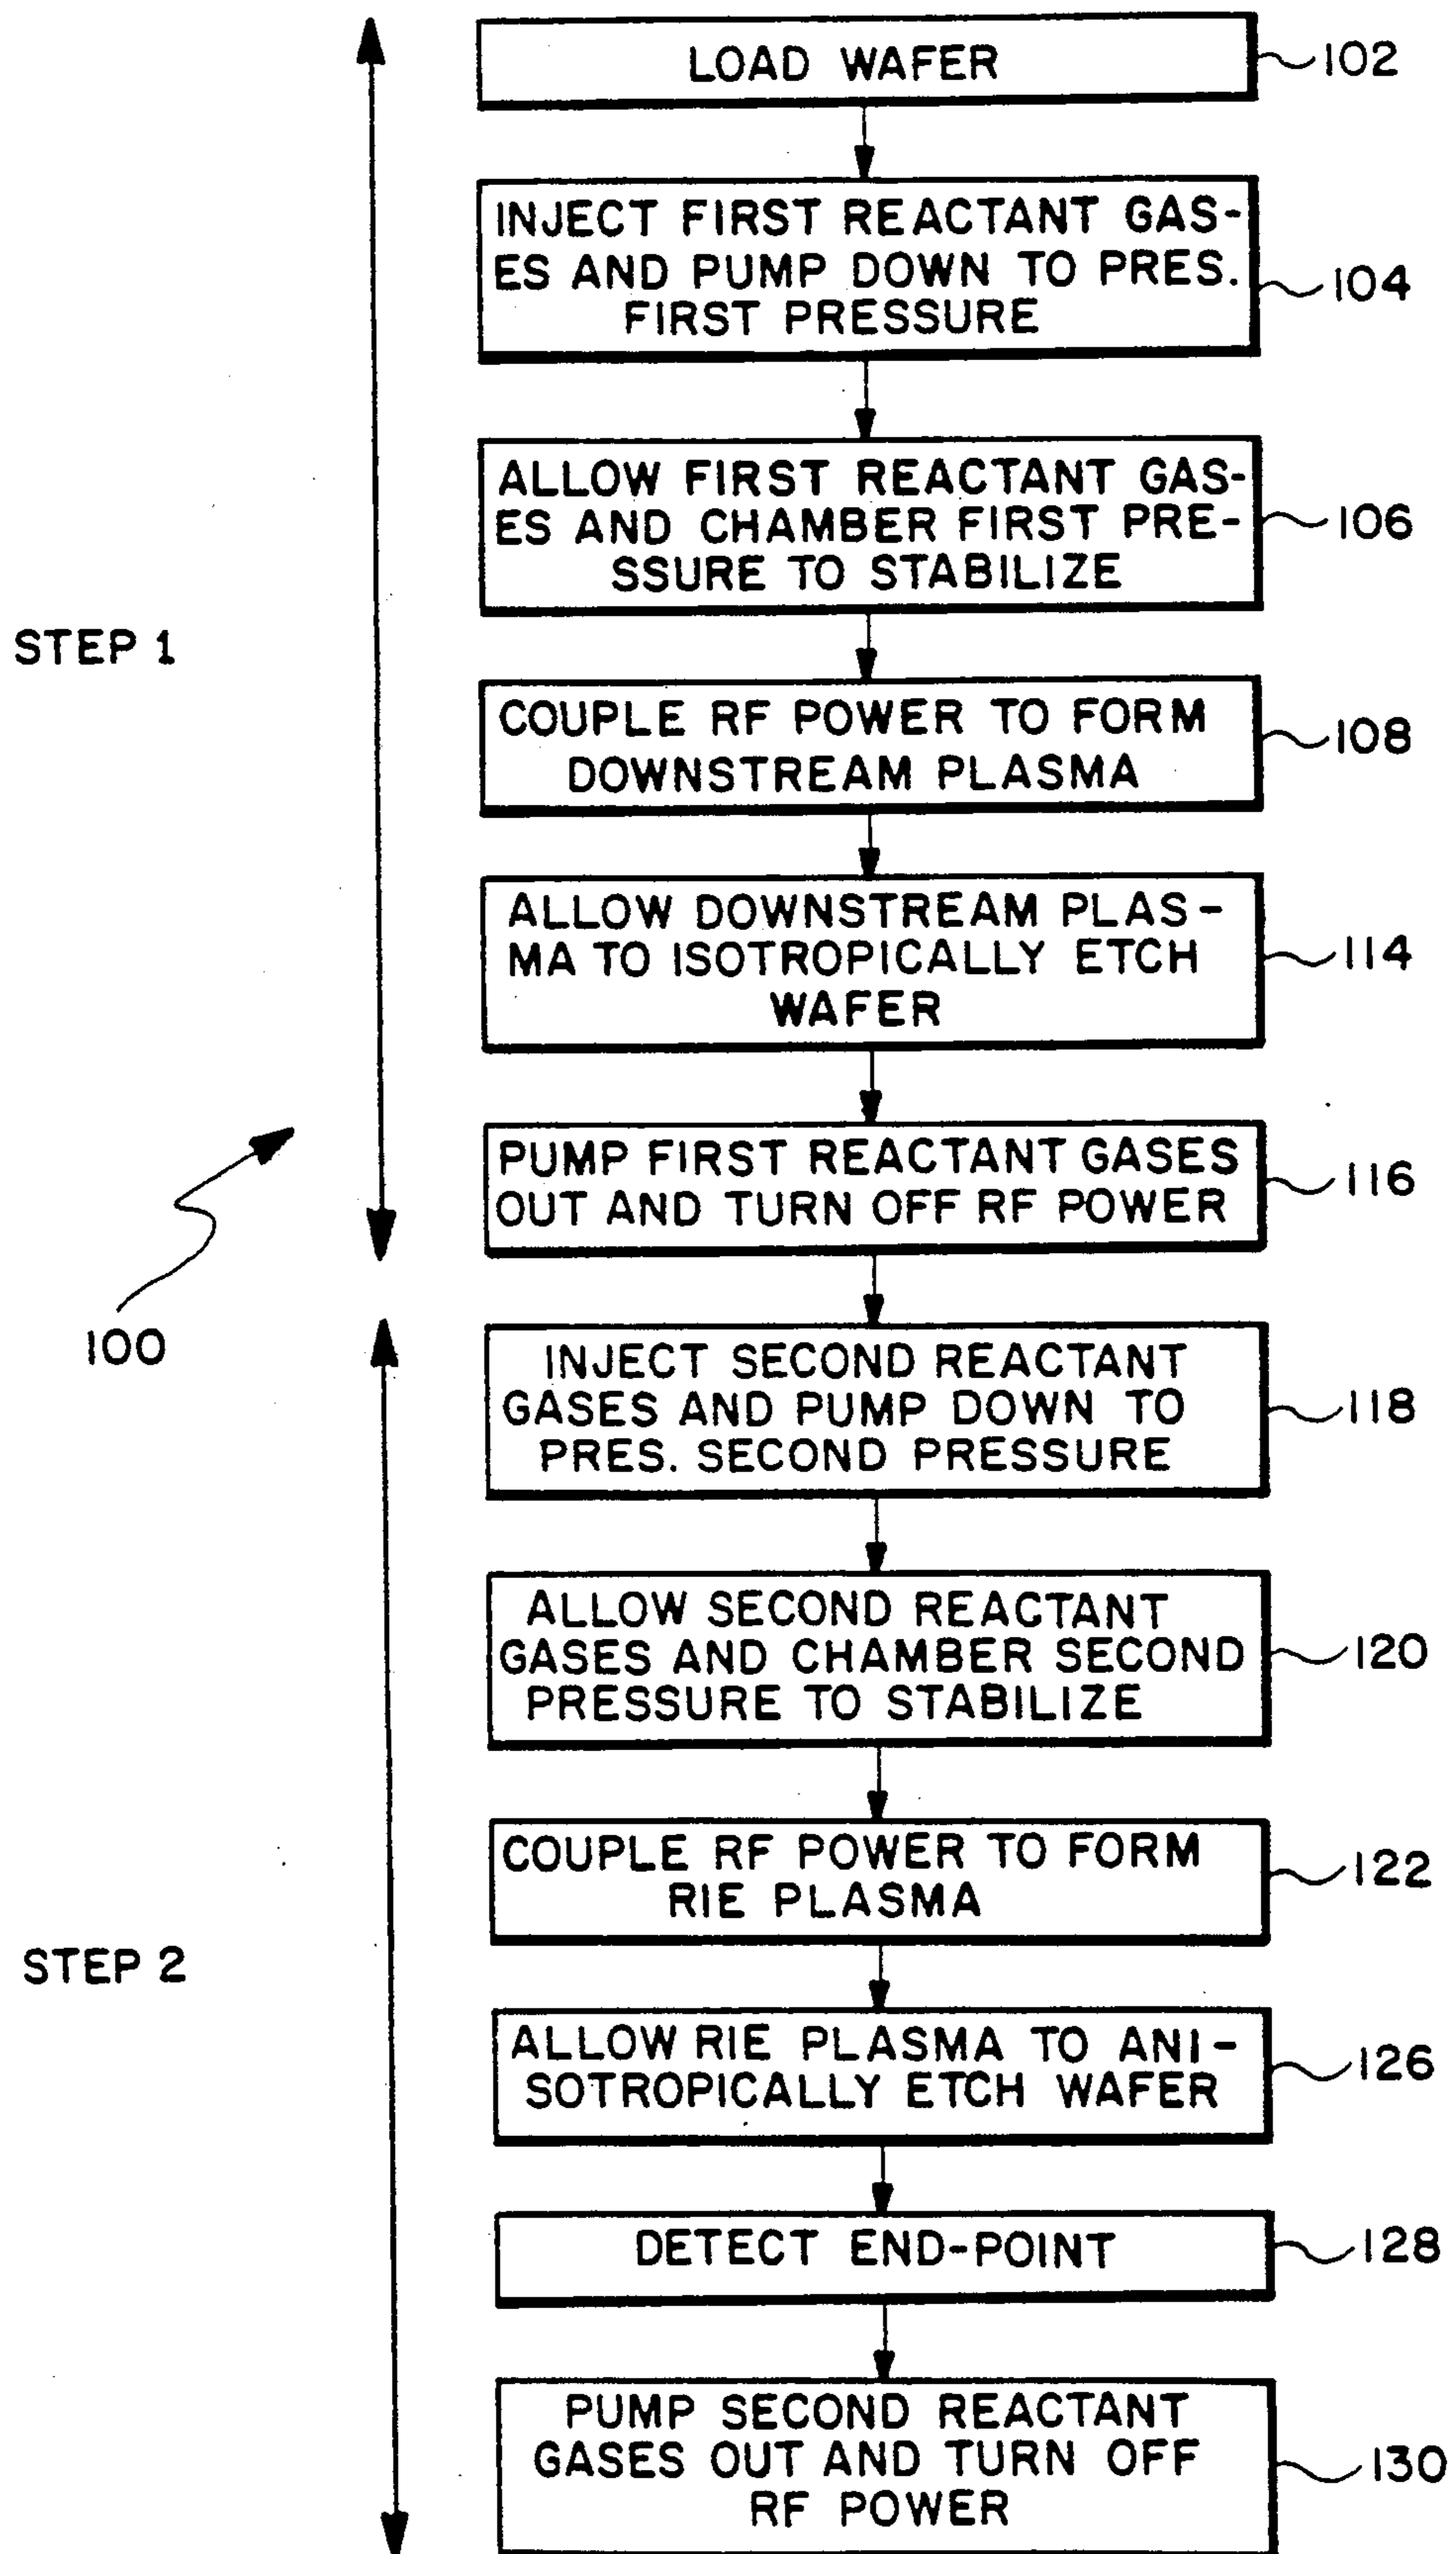 LOAD WAFER
102
INJECT FIRST REACTANT GAS-
ES AND PUMP DOWN TO PRES.
FIRST PRESSURE
104
ALLOW FIRST REACTANT GAS-
ES AND CHAMBER FIRST PRE-
SSURE TO STABILIZE
106
STEP 1
COUPLE RF POWER TO FORM
DOWNSTREAM PLASMA
108
ALLOW DOWNSTREAM PLAS-
MA TO ISOTROPICALLY ETCH
WAFER
114
PUMP FIRST REACTANT GASES
OUT AND TURN OFF RF POWER
116
100
INJECT SECOND REACTANT
GASES AND PUMP DOWN TO
PRES. SECOND PRESSURE
118
ALLOW SECOND REACTANT
GASES AND CHAMBER SECOND
PRESSURE TO STABILIZE
120
COUPLE RF POWER TO FORM
RIE PLASMA
122
STEP 2
ALLOW RIE PLASMA TO ANI-
SOTROPICALLY ETCH WAFER
126
DETECT END-POINT
128
PUMP SECOND REACTANT
GASES OUT AND TURN OFF
RF POWER
130